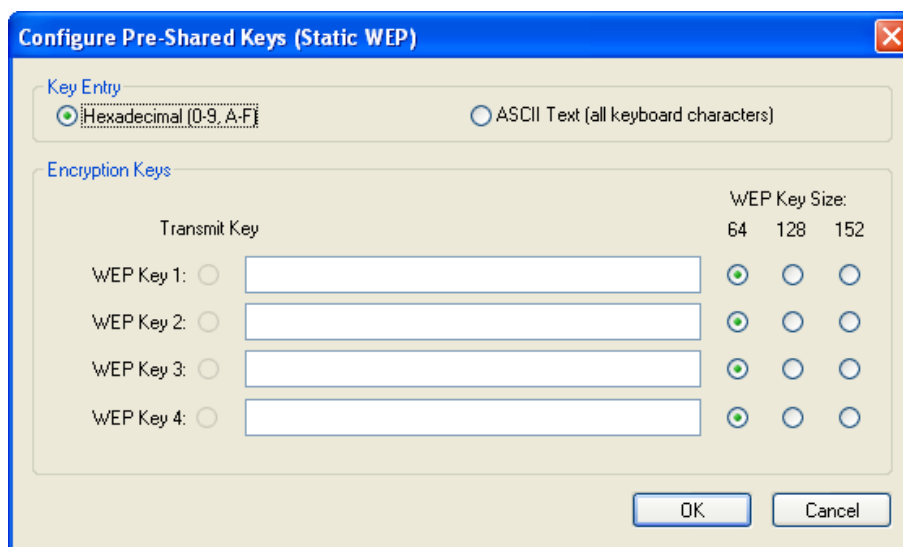 Configure Pre-Shared Keys (Static WEP)
Key Entry
Hexadecimal (0-9, A-F) ASCII Text (all keyboard characters)
Encryption Keys
WEP Key Size:
Transmit Key 64 128 152
WEP Key 1:
WEP Key 2:
WEP Key 3:
WEP Key 4:
OK Cancel